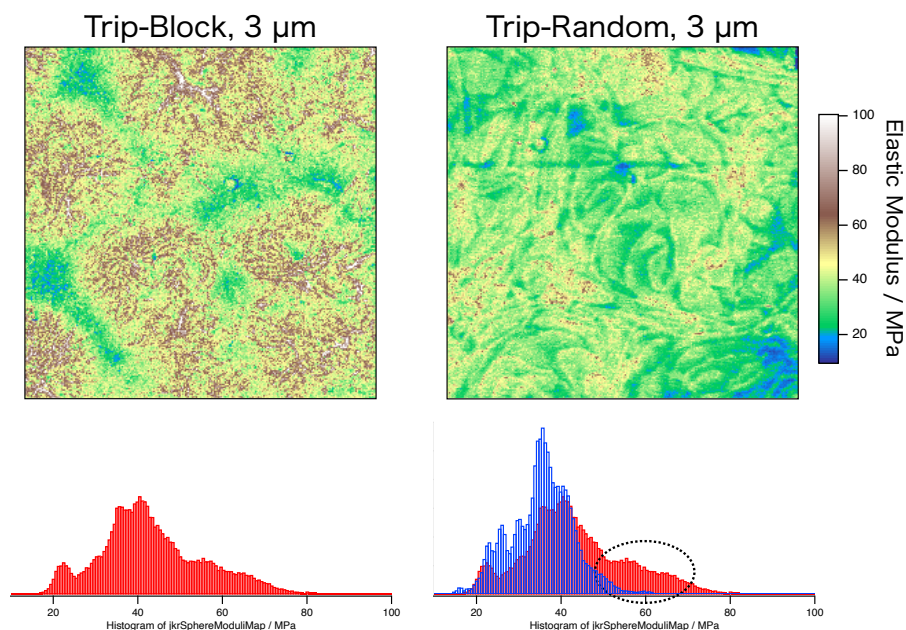 Trip-Block, 3 μm
Trip-Random, 3 μm
100
80
60
40
20
Elastic Modulus / MPa
20 40 60 80 100
Histogram of jkrSphereModuliMap / MPa
20 40 60 80 100
Histogram of jkrSphereModuliMap / MPa